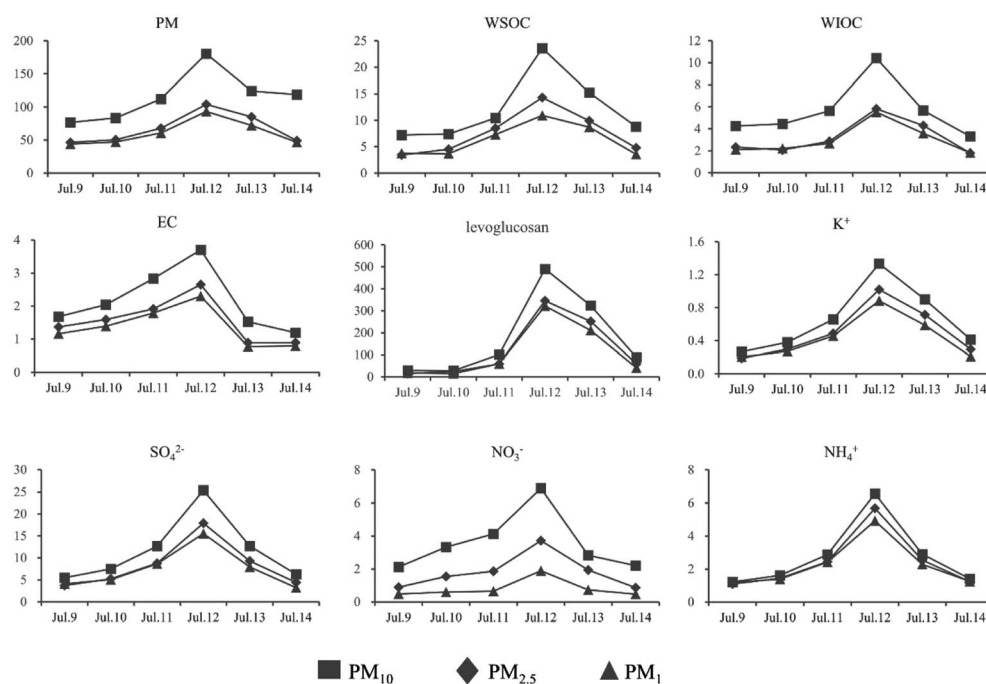 PM WSOC WIOC
200 150 100 50 0
25 20 15 10 5 0
12 10 8 6 4 2 0
Jul.9 Jul.10 Jul.11 Jul.12 Jul.13 Jul.14
Jul.9 Jul.10 Jul.11 Jul.12 Jul.13 Jul.14
Jul.9 Jul.10 Jul.11 Jul.12 Jul.13 Jul.14
EC levoglucosan K⁺
4 3 2 1 0
600 500 400 300 200 100 0
1.6 1.2 0.8 0.4 0.0
Jul.9 Jul.10 Jul.11 Jul.12 Jul.13 Jul.14
Jul.9 Jul.10 Jul.11 Jul.12 Jul.13 Jul.14
Jul.9 Jul.10 Jul.11 Jul.12 Jul.13 Jul.14
SO₄²⁻ NO₃⁻ NH₄⁺
30 25 20 15 10 5 0
8 6 4 2 0
8 6 4 2 0
Jul.9 Jul.10 Jul.11 Jul.12 Jul.13 Jul.14
Jul.9 Jul.10 Jul.11 Jul.12 Jul.13 Jul.14
Jul.9 Jul.10 Jul.11 Jul.12 Jul.13 Jul.14
PM₁₀ PM₂.₅ PM₁